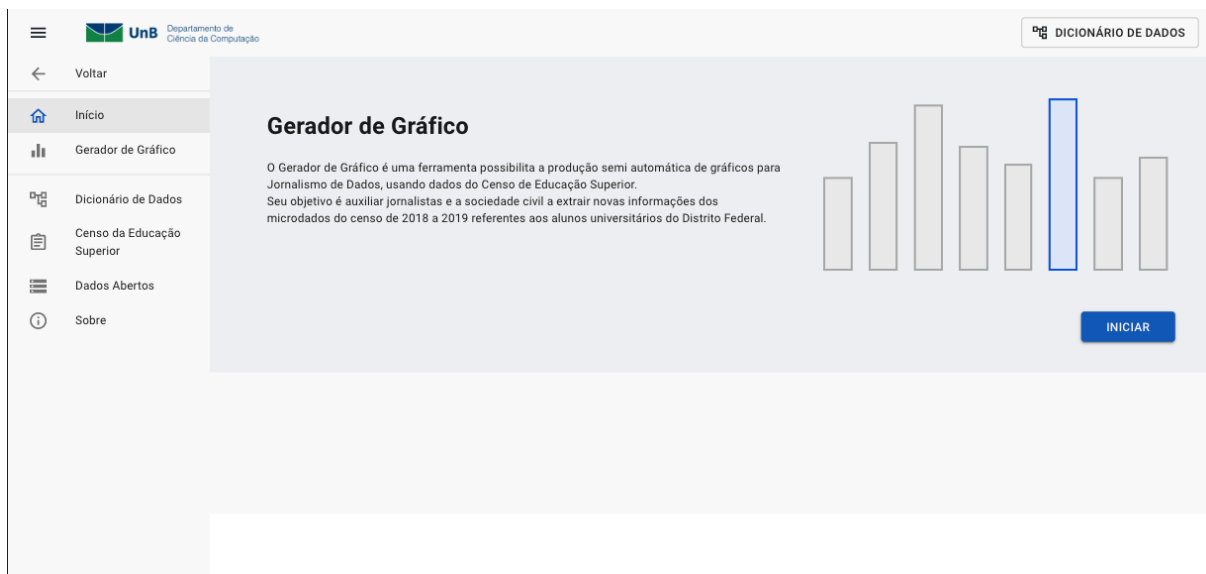 UnB
Departamento de
Ciência da Computação
DICIONÁRIO DE DADOS
Voltar
Início
Gerador de Gráfico
Dicionário de Dados
Censo da Educação
Superior
Dados Abertos
Sobre
Gerador de Gráfico
O Gerador de Gráfico é uma ferramenta possibilita a produção semi automática de gráficos para
Jornalismo de Dados, usando dados do Censo de Educação Superior.
Seu objetivo é auxiliar jornalistas e a sociedade civil a extrair novas informações dos
microdados do censo de 2018 a 2019 referentes aos alunos universitários do Distrito Federal.
INICIAR